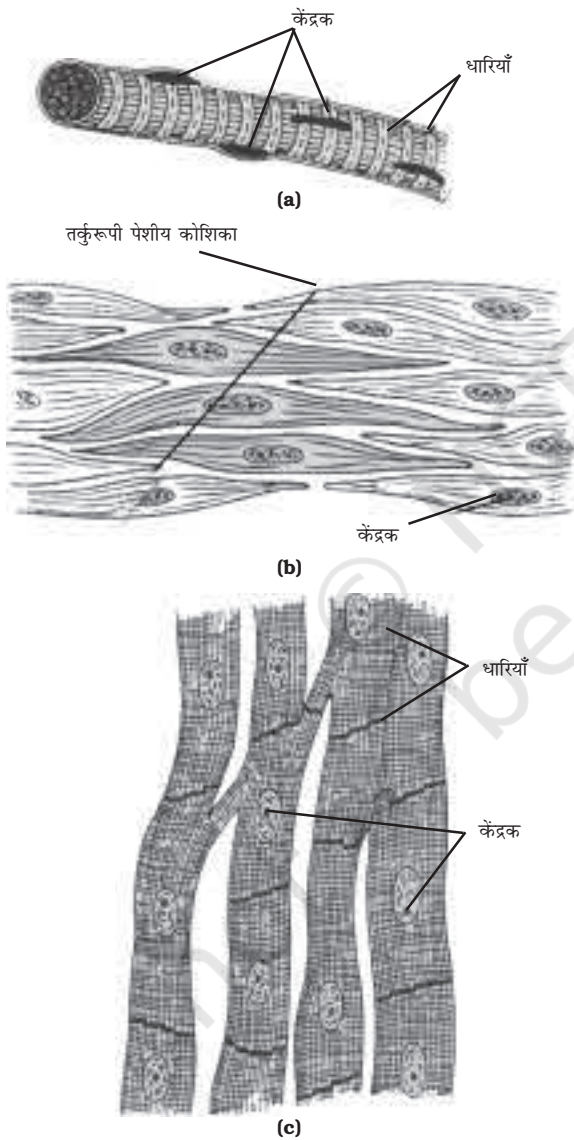 केंद्रक
धारियाँ
(a)
तर्कुरूपी पेशीय कोशिका
केंद्रक
(b)
धारियाँ
केंद्रक
(c)